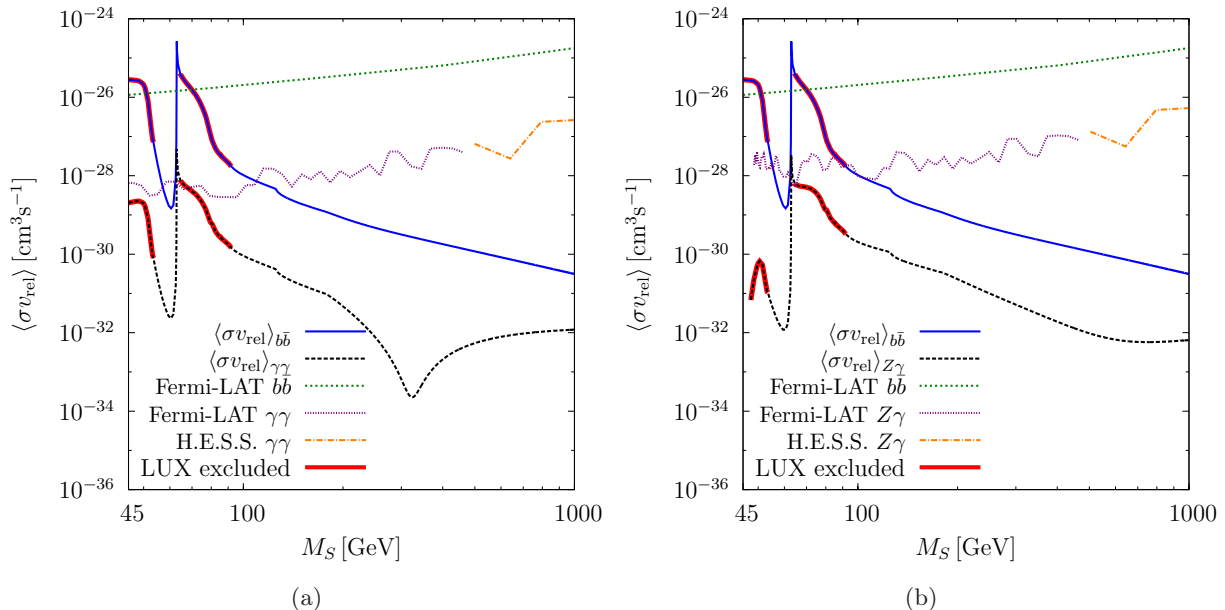 10⁻²⁴
10⁻²⁶
10⁻²⁸
10⁻³⁰
10⁻³²
10⁻³⁴
10⁻³⁶
⟨σv_rel⟩ [cm³s⁻¹]
⟨σv_rel⟩_{bb̄}
⟨σv_rel⟩_{γγ}
Fermi-LAT bb̄
Fermi-LAT γγ
H.E.S.S. γγ
LUX excluded
45 100 1000
M_S [GeV]
(a)
10⁻²⁴
10⁻²⁶
10⁻²⁸
10⁻³⁰
10⁻³²
10⁻³⁴
10⁻³⁶
⟨σv_rel⟩ [cm³s⁻¹]
⟨σv_rel⟩_{bb̄}
⟨σv_rel⟩_{Zγ}
Fermi-LAT bb̄
Fermi-LAT Zγ
H.E.S.S. Zγ
LUX excluded
45 100 1000
M_S [GeV]
(b)